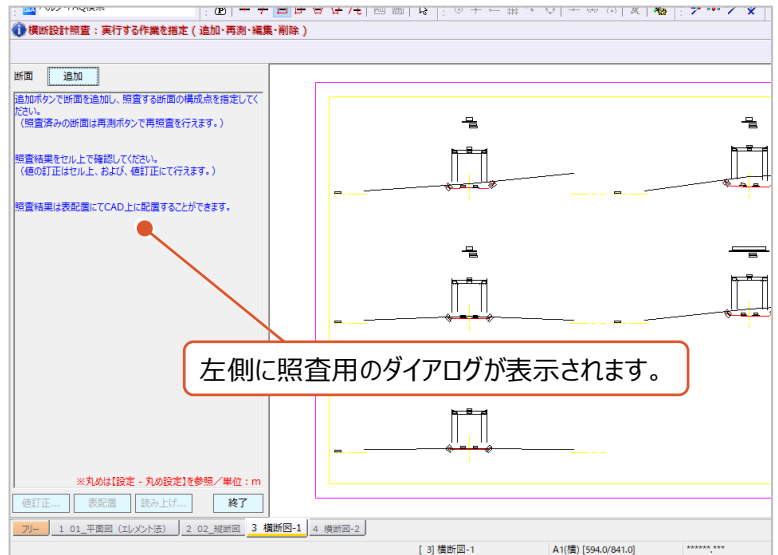 横断設計照査：実行する作業を指定（追加･再測･編集･削除）
断面 追加
追加ボタンで断面を追加し、照査する断面の構成点を指定してく
ださい。
（照査済みの断面は再測ボタンで再照査を行えます。）
照査結果をセル上で確認してください。
（値の訂正はセル上、および、値訂正にて行えます。）
照査結果は表配置にてCAD上に配置することができます。
左側に照査用のダイアログが表示されます。
※丸めは【設定 - 丸め設定】を参照／単位：m
値訂正... 表配置 読み上げ... 終了
フリー 1 01_平面図（エレメント法） 2 02_縦断図 3 横断図-1 4 横断図-2
[ 3] 横断図-1 A1(横) [594.0/841.0] ******.***